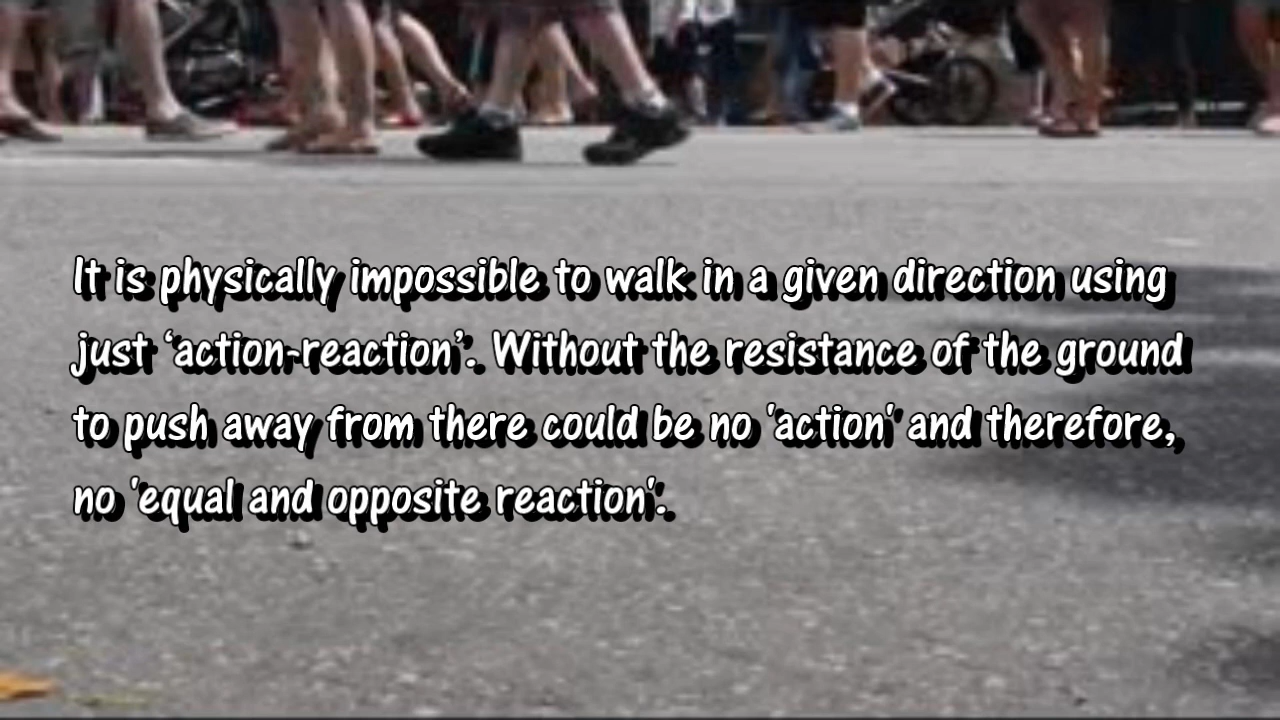 It is physically impossible to walk in a given direction using
just ‘action-reaction’. Without the resistance of the ground
to push away from there could be no 'action' and therefore,
no 'equal and opposite reaction'.